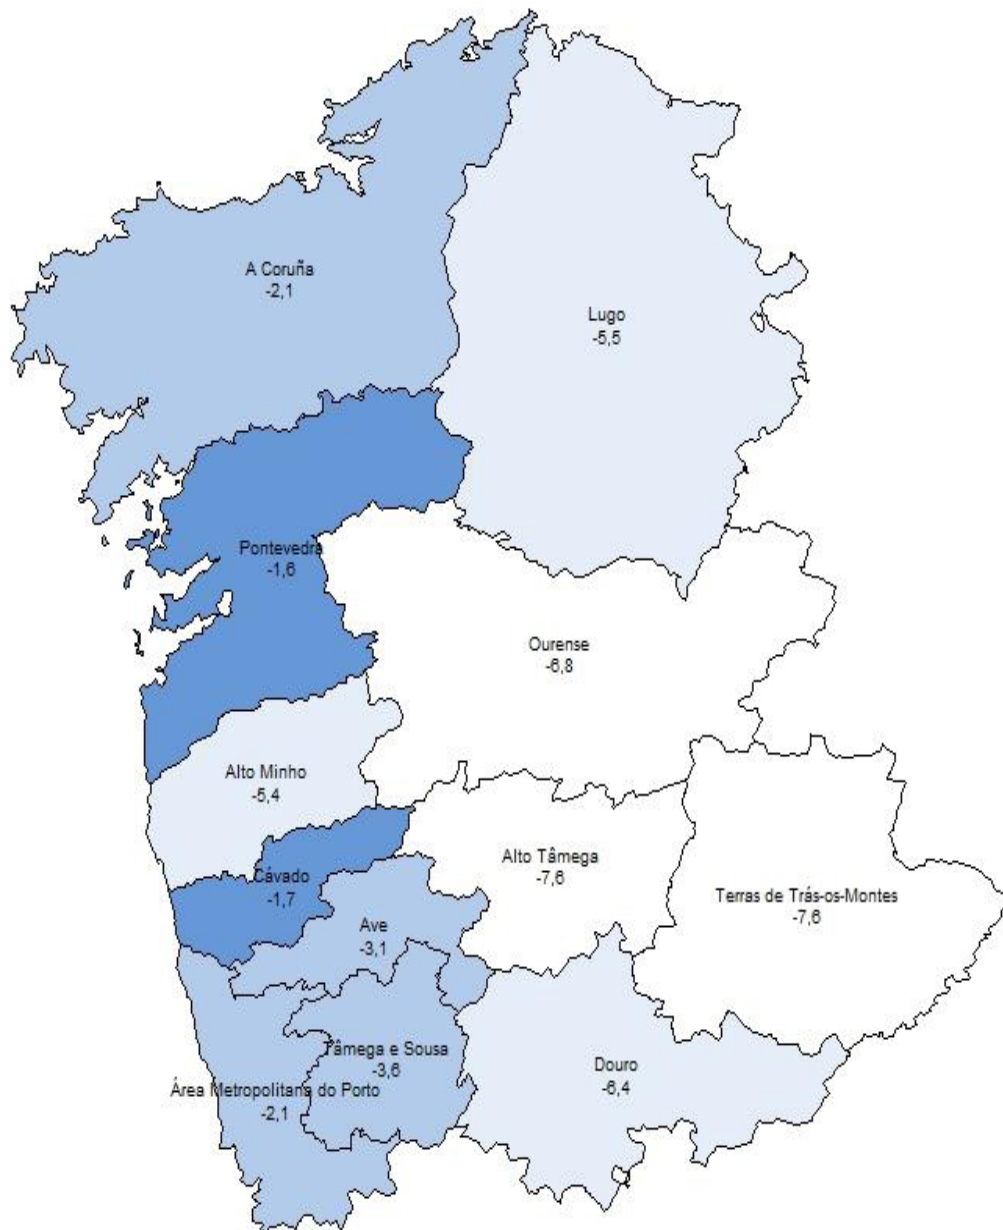 A Coruña
-2,1
Lugo
-5,5
Pontevedra
-1,6
Ourense
-6,8
Alto Minho
-5,4
Alto Tâmega
-7,6
Cávado
-1,7
Terras de Trás-os-Montes
-7,6
Ave
-3,1
Tâmega e Sousa
-3,6
Douro
-6,4
Área Metropolitana do Porto
-2,1